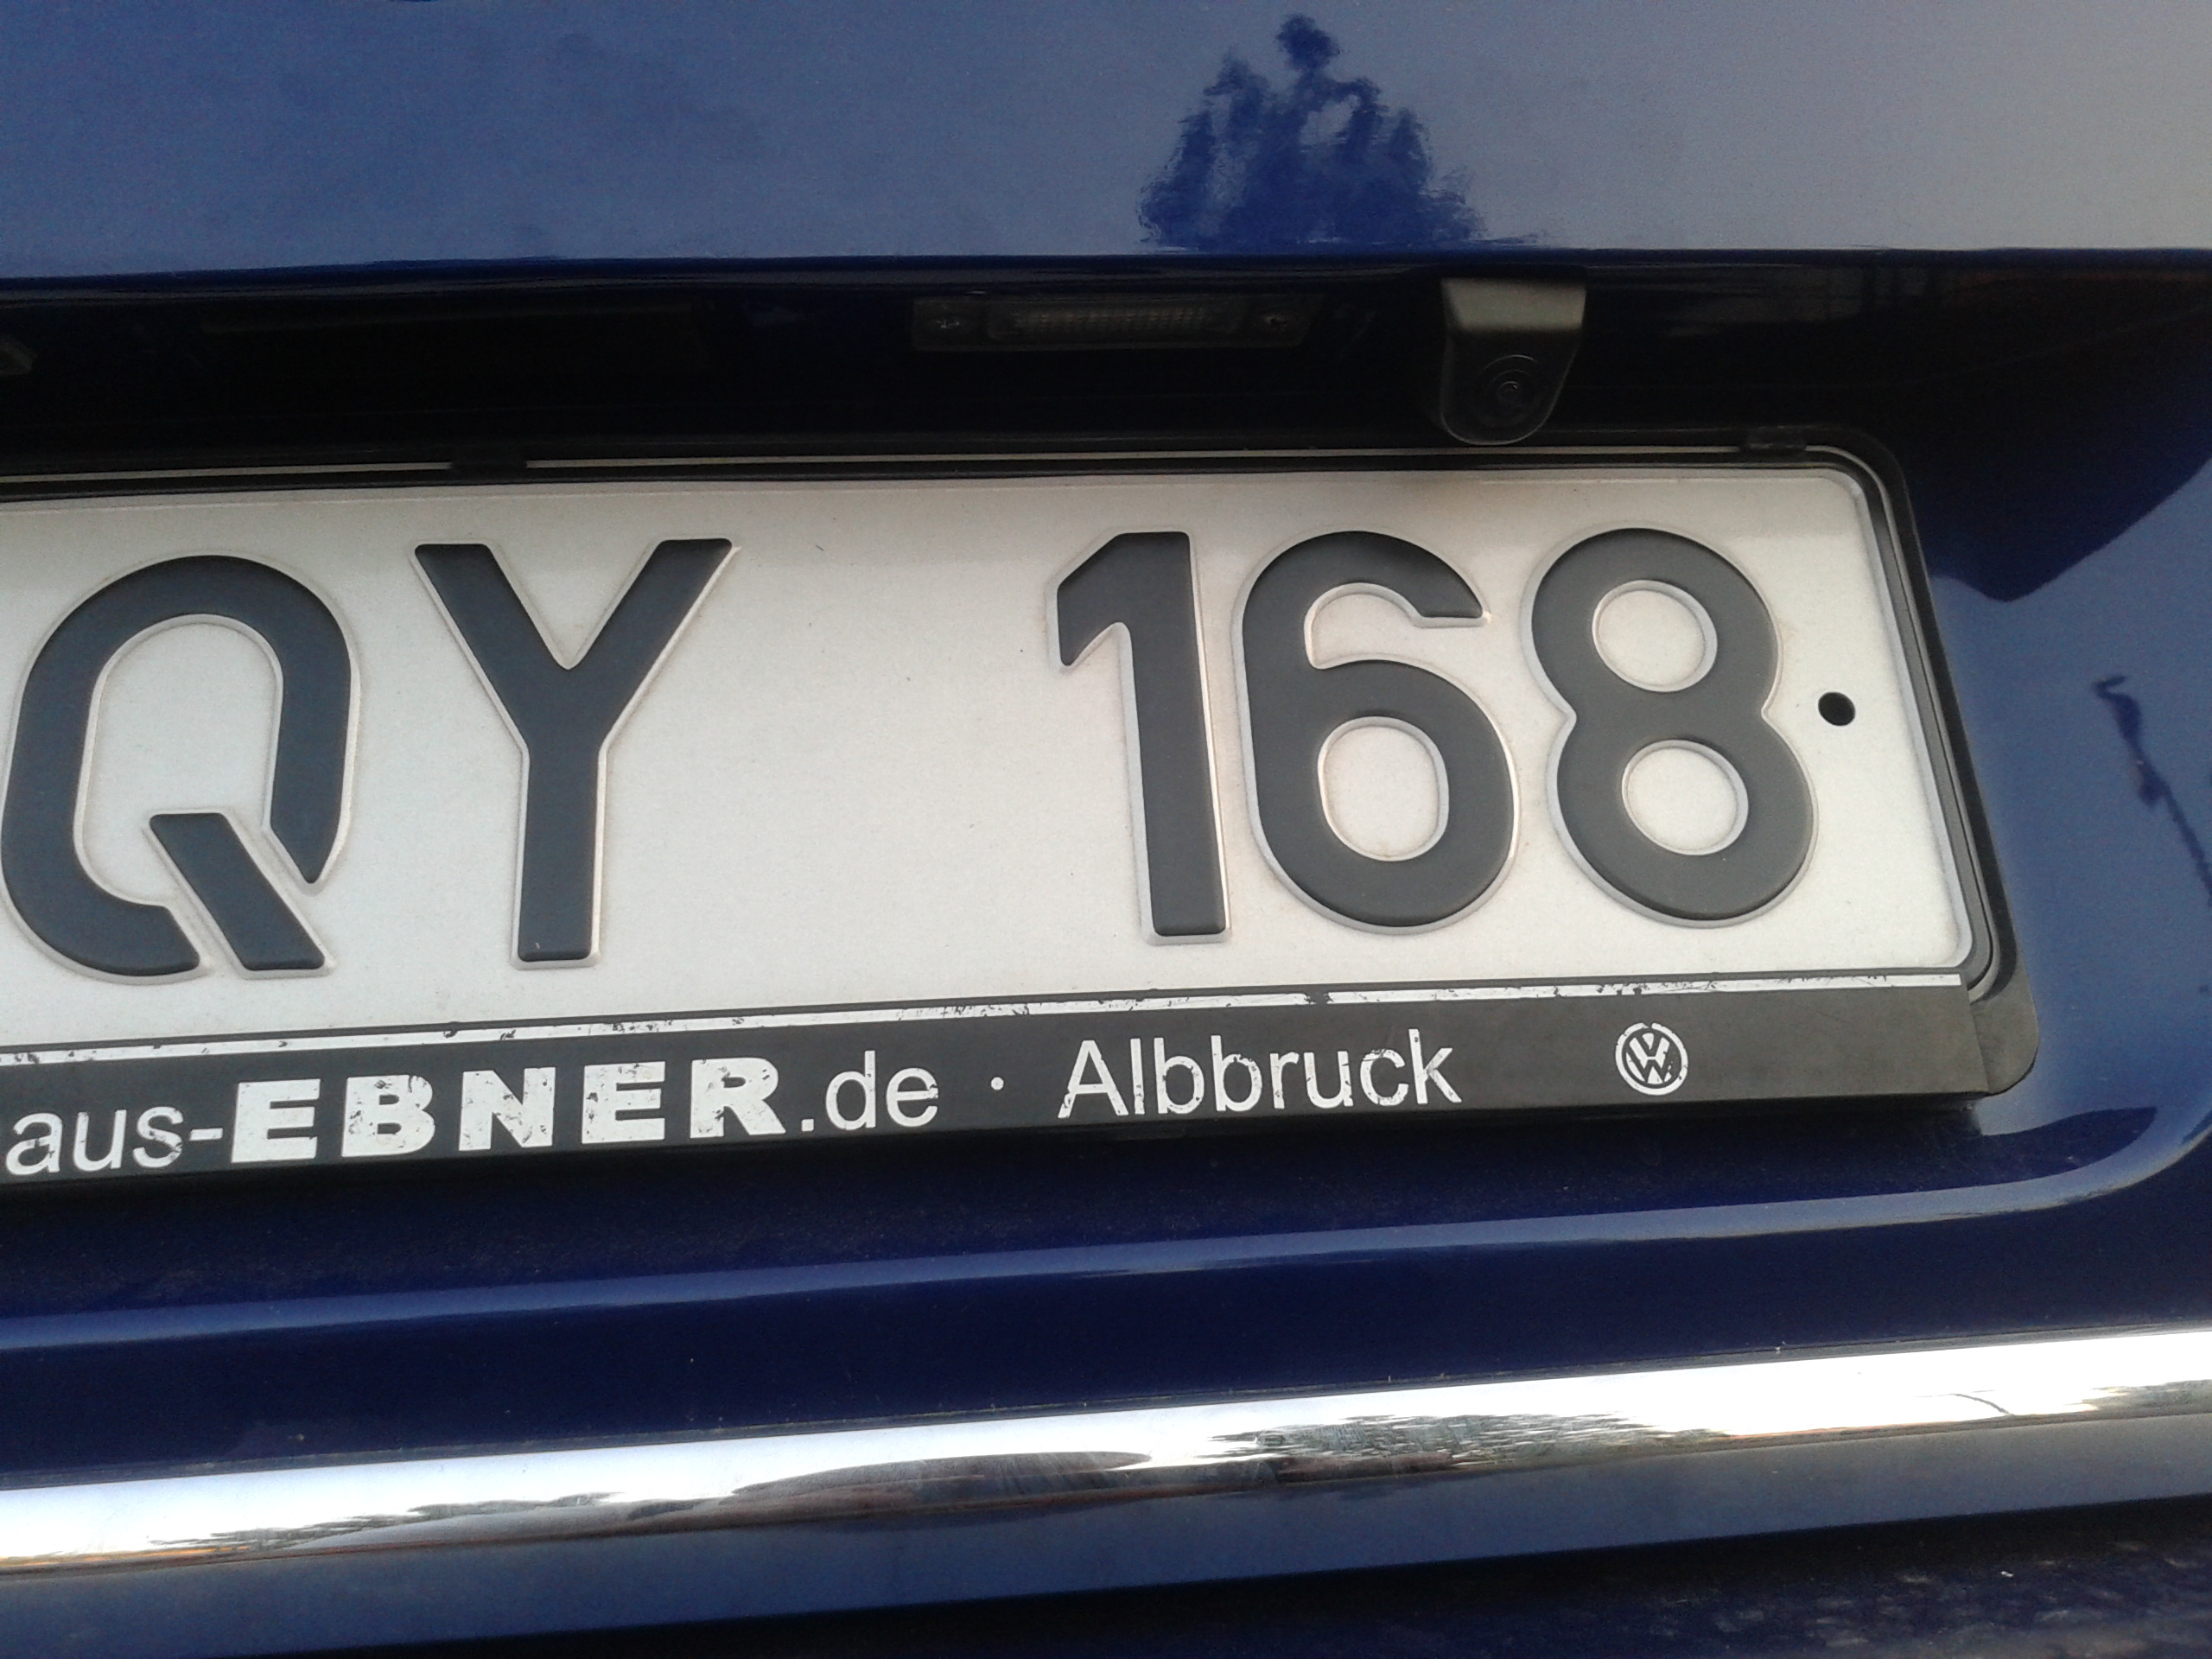 QY 168
aus-EBNER.de · Albbruck